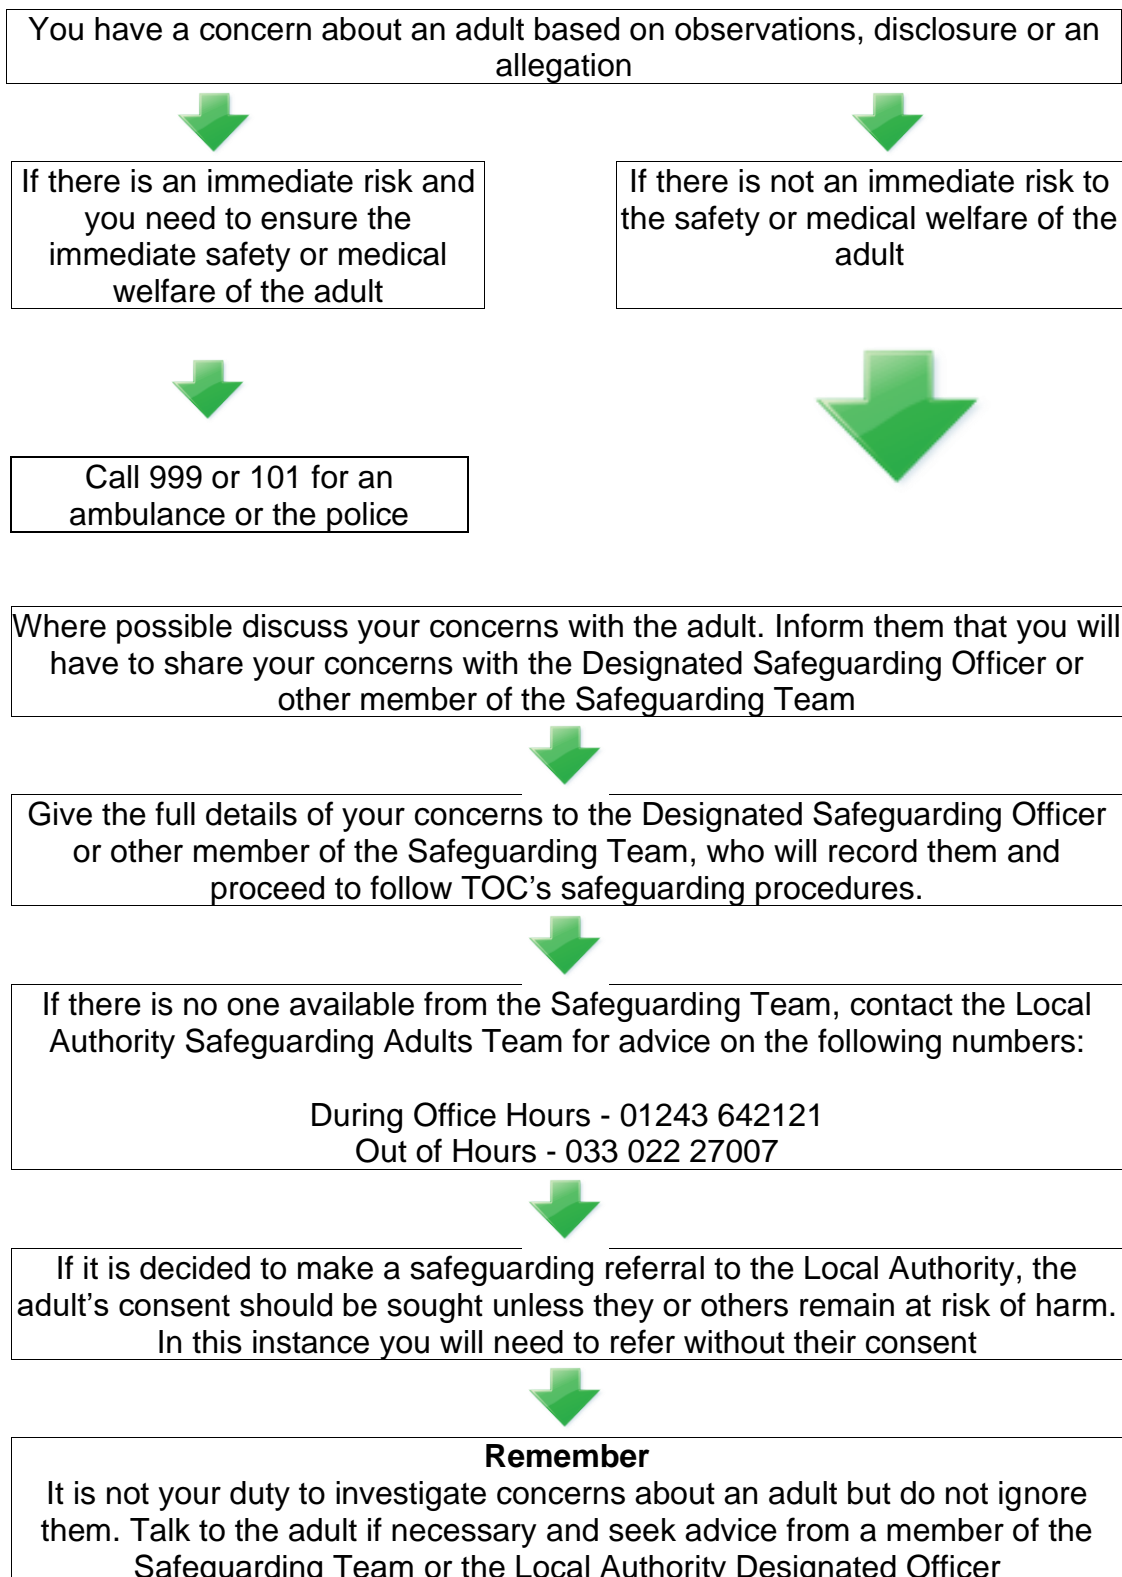 You have a concern about an adult based on observations, disclosure or an
allegation
If there is an immediate risk and
you need to ensure the
immediate safety or medical
welfare of the adult
If there is not an immediate risk to
the safety or medical welfare of the
adult
Call 999 or 101 for an
ambulance or the police
Where possible discuss your concerns with the adult. Inform them that you will
have to share your concerns with the Designated Safeguarding Officer or
other member of the Safeguarding Team
Give the full details of your concerns to the Designated Safeguarding Officer
or other member of the Safeguarding Team, who will record them and
proceed to follow TOC’s safeguarding procedures.
If there is no one available from the Safeguarding Team, contact the Local
Authority Safeguarding Adults Team for advice on the following numbers:
During Office Hours - 01243 642121
Out of Hours - 033 022 27007
If it is decided to make a safeguarding referral to the Local Authority, the
adult’s consent should be sought unless they or others remain at risk of harm.
In this instance you will need to refer without their consent
Remember
It is not your duty to investigate concerns about an adult but do not ignore
them. Talk to the adult if necessary and seek advice from a member of the
Safeguarding Team or the Local Authority Designated Officer